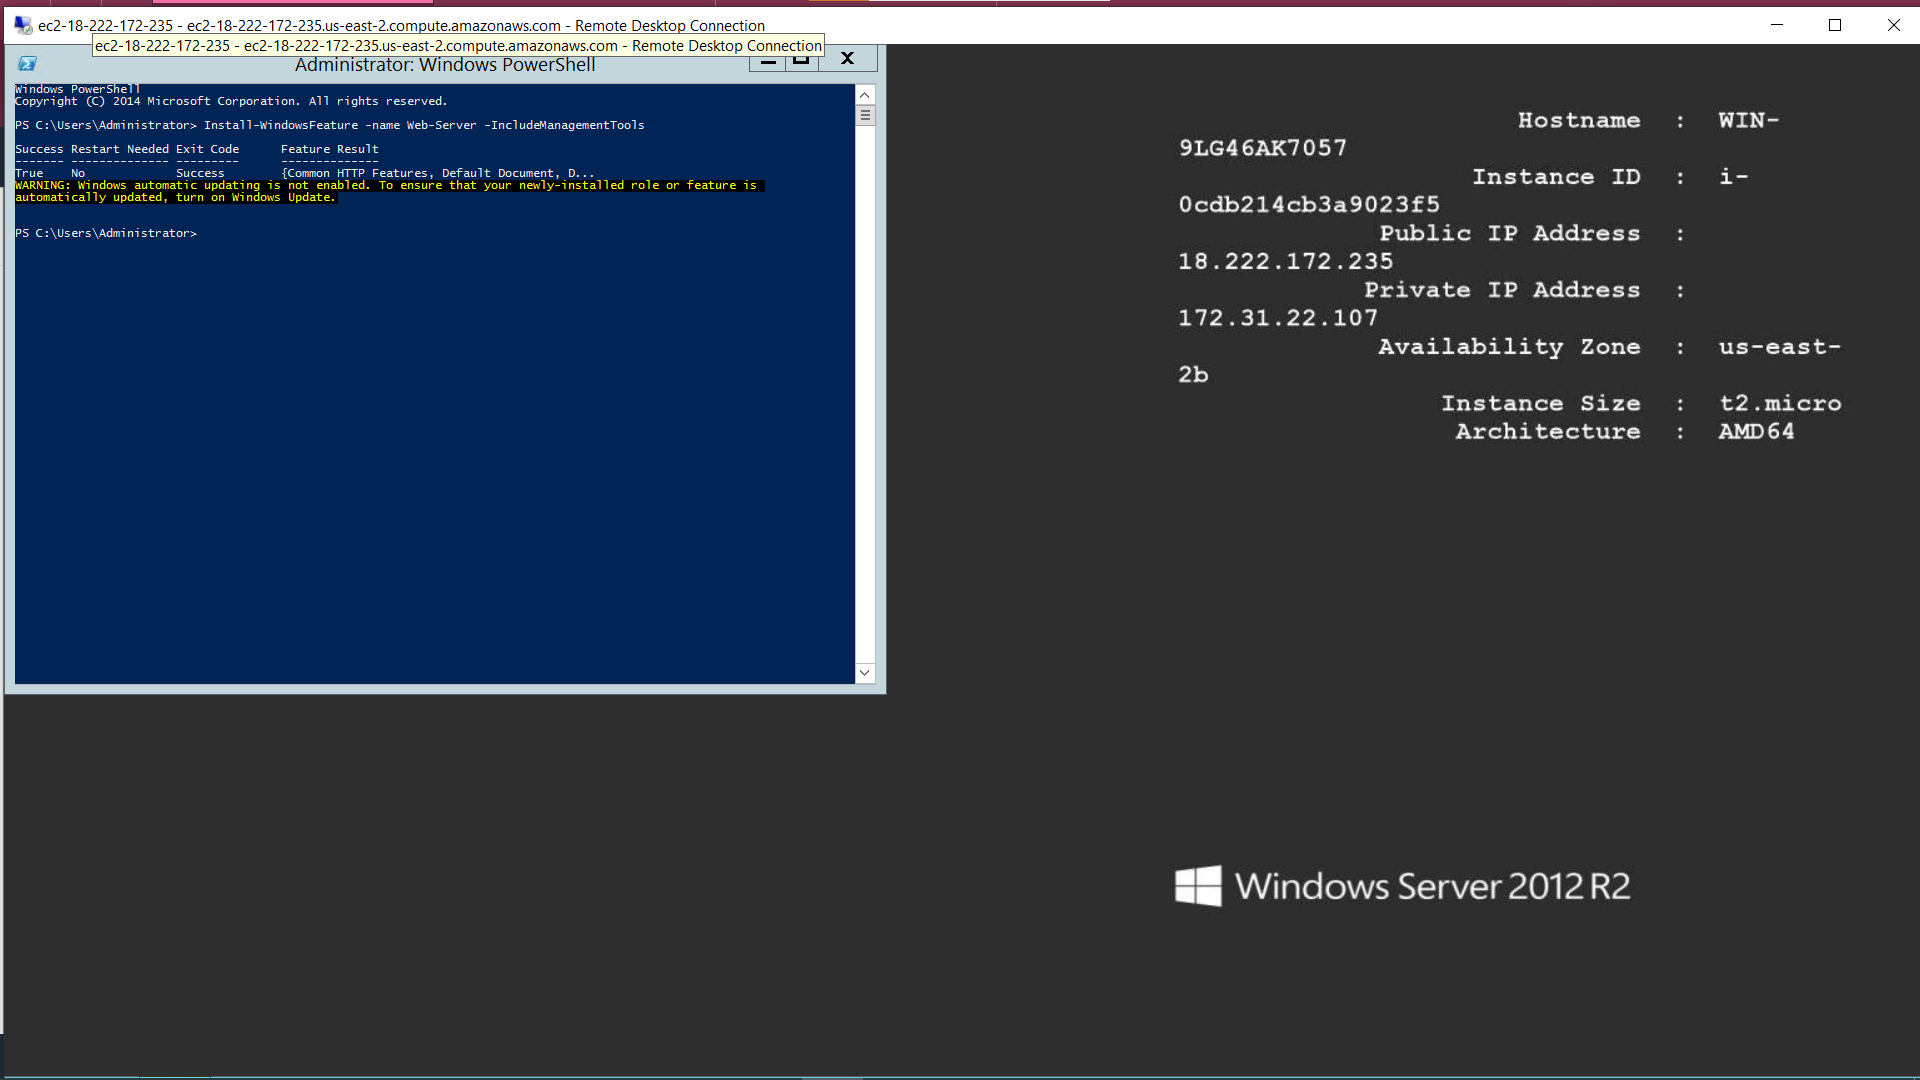 ec2-18-222-172-235 - ec2-18-222-172-235.us-east-2.compute.amazonaws.com - Remote Desktop Connection
ec2-18-222-172-235 - ec2-18-222-172-235.us-east-2.compute.amazonaws.com - Remote Desktop Connection
Administrator: Windows PowerShell
Windows PowerShell
Copyright (C) 2014 Microsoft Corporation. All rights reserved.
PS C:\Users\Administrator> Install-WindowsFeature -name Web-Server -IncludeManagementTools
Success Restart Needed Exit Code      Feature Result
------- -------------- ---------      --------------
True    No             Success        {Common HTTP Features, Default Document, D...
WARNING: Windows automatic updating is not enabled. To ensure that your newly-installed role or feature is
automatically updated, turn on Windows Update.
PS C:\Users\Administrator>
Hostname : WIN-
9LG46AK7057
Instance ID : i-
0cdb214cb3a9023f5
Public IP Address :
18.222.172.235
Private IP Address :
172.31.22.107
Availability Zone : us-east-
2b
Instance Size : t2.micro
Architecture : AMD64
Windows Server 2012 R2